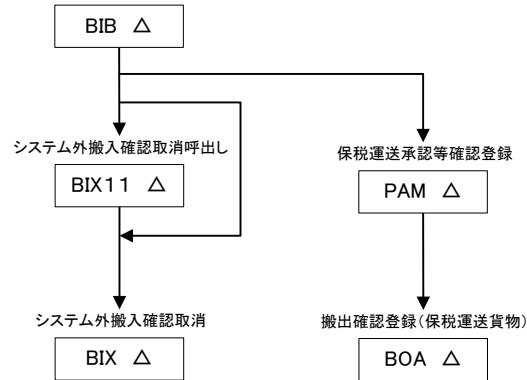 BIB △
システム外搬入確認取消呼出し
保税運送承認等確認登録
BIX11 △
PAM △
システム外搬入確認取消
搬出確認登録(保税運送貨物)
BIX △
BOA △